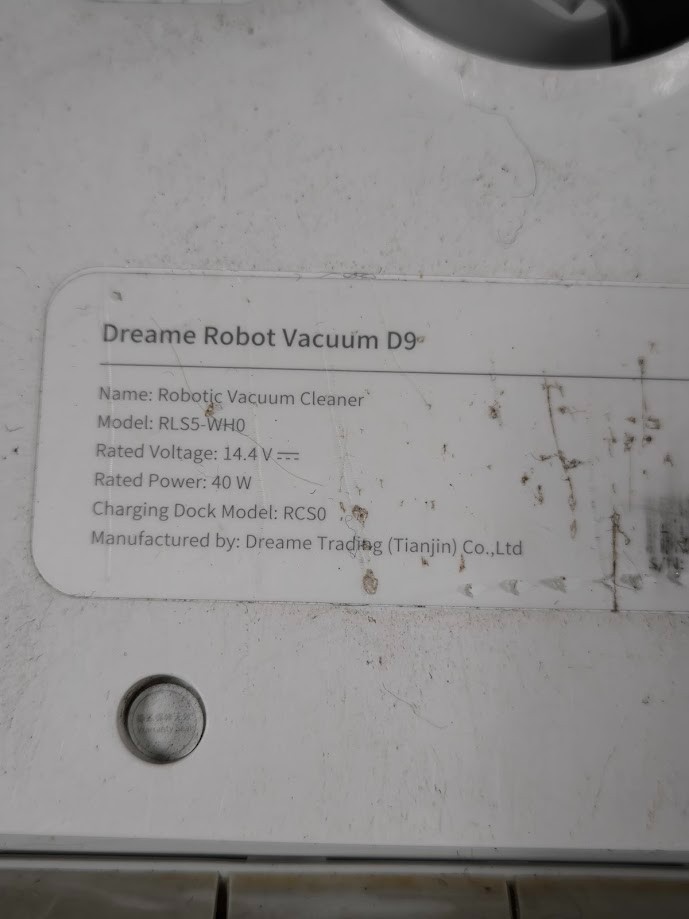 Dreame Robot Vacuum D9
Name: Robotic Vacuum Cleaner
Model: RLS5-WH0
Rated Voltage: 14.4 V ⎓
Rated Power: 40 W
Charging Dock Model: RCS0
Manufactured by: Dreame Trading (Tianjin) Co.,Ltd